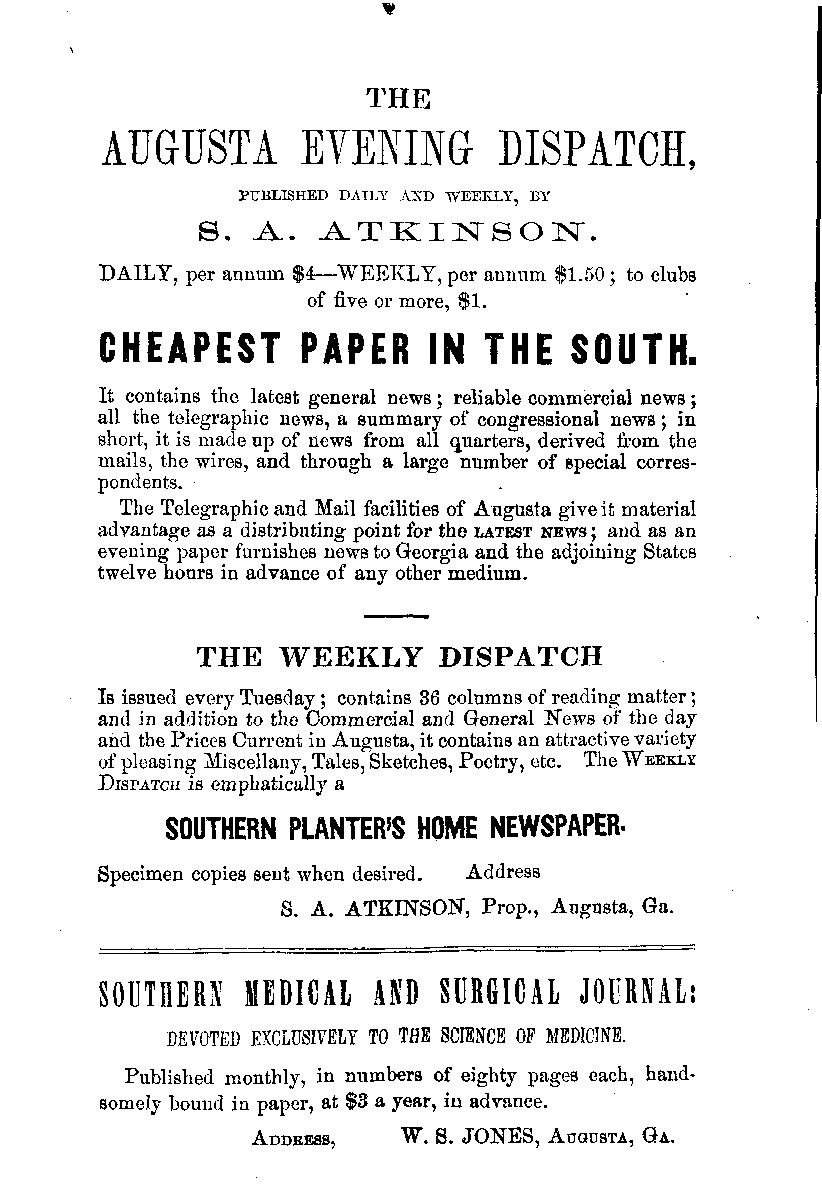 THE
AUGUSTA EVENING DISPATCH,
PUBLISHED DAILY AND WEEKLY, BY
S. A. ATKINSON.
DAILY, per annum $4—WEEKLY, per annum $1.50; to clubs
of five or more, $1.
CHEAPEST PAPER IN THE SOUTH.
It contains the latest general news; reliable commercial news;
all the telegraphic news, a summary of congressional news; in
short, it is made up of news from all quarters, derived from the
mails, the wires, and through a large number of special corres-
pondents.
The Telegraphic and Mail facilities of Augusta give it material
advantage as a distributing point for the LATEST NEWS; and as an
evening paper furnishes news to Georgia and the adjoining States
twelve hours in advance of any other medium.
THE WEEKLY DISPATCH
Is issued every Tuesday; contains 36 columns of reading matter;
and in addition to the Commercial and General News of the day
and the Prices Current in Augusta, it contains an attractive variety
of pleasing Miscellany, Tales, Sketches, Poetry, etc. The WEEKLY
DISPATCH is emphatically a
SOUTHERN PLANTER'S HOME NEWSPAPER.
Specimen copies sent when desired. Address
S. A. ATKINSON, Prop., Augusta, Ga.
SOUTHERN MEDICAL AND SURGICAL JOURNAL:
DEVOTED EXCLUSIVELY TO THE SCIENCE OF MEDICINE.
Published monthly, in numbers of eighty pages each, hand-
somely bound in paper, at $3 a year, in advance.
ADDRESS, W. S. JONES, AUGUSTA, GA.